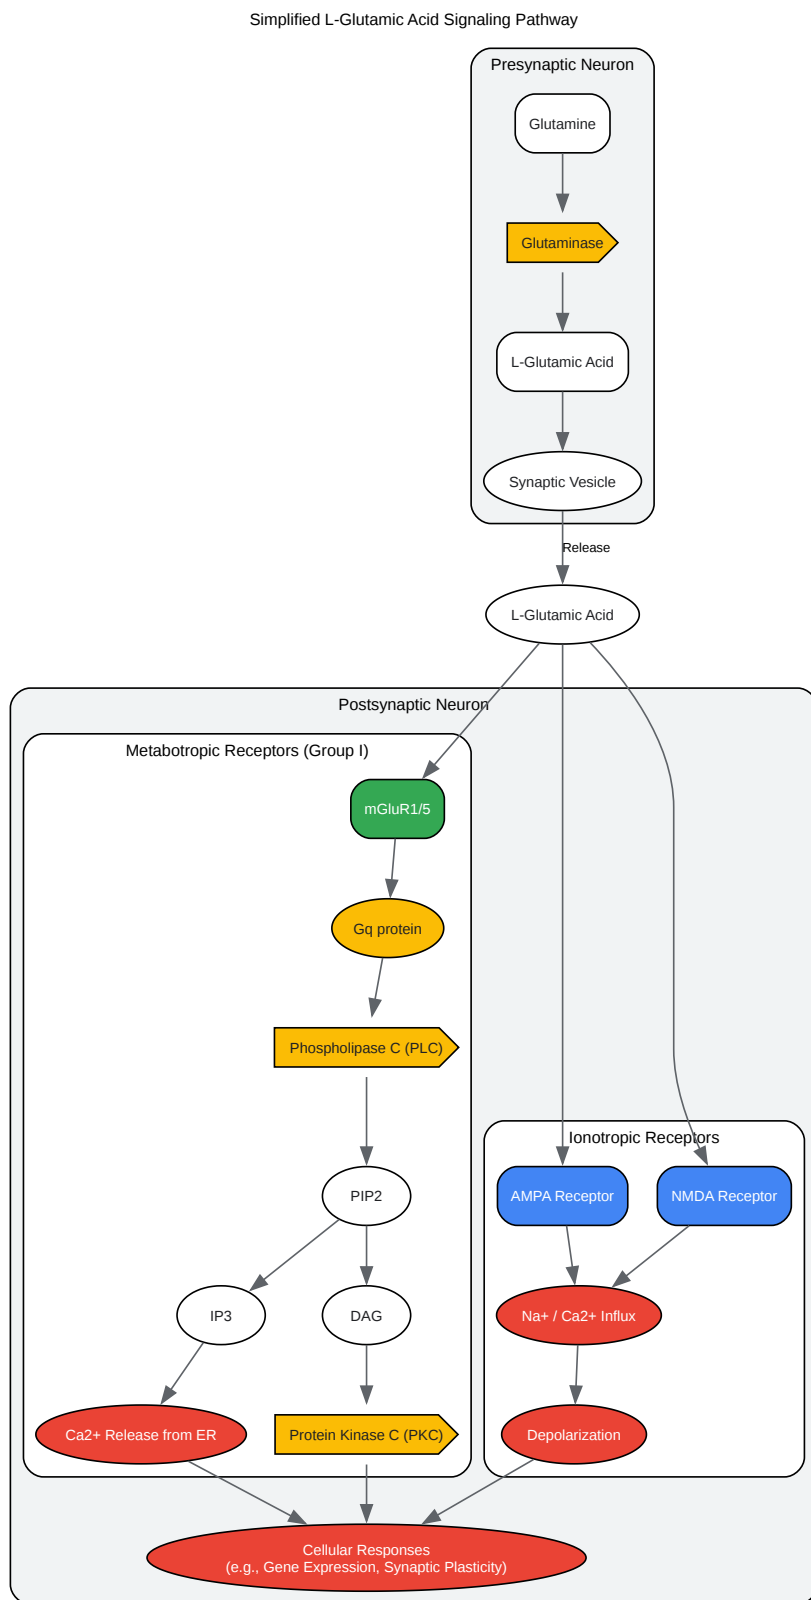 Simplified L-Glutamic Acid Signaling Pathway
Presynaptic Neuron
Glutamine
Glutaminase
L-Glutamic Acid
Synaptic Vesicle
Release
L-Glutamic Acid
Postsynaptic Neuron
Metabotropic Receptors (Group I)
mGluR1/5
Gq protein
Phospholipase C (PLC)
PIP2
IP3
DAG
Ca2+ Release from ER
Protein Kinase C (PKC)
Ionotropic Receptors
AMPA Receptor
NMDA Receptor
Na+ / Ca2+ Influx
Depolarization
Cellular Responses
(e.g., Gene Expression, Synaptic Plasticity)